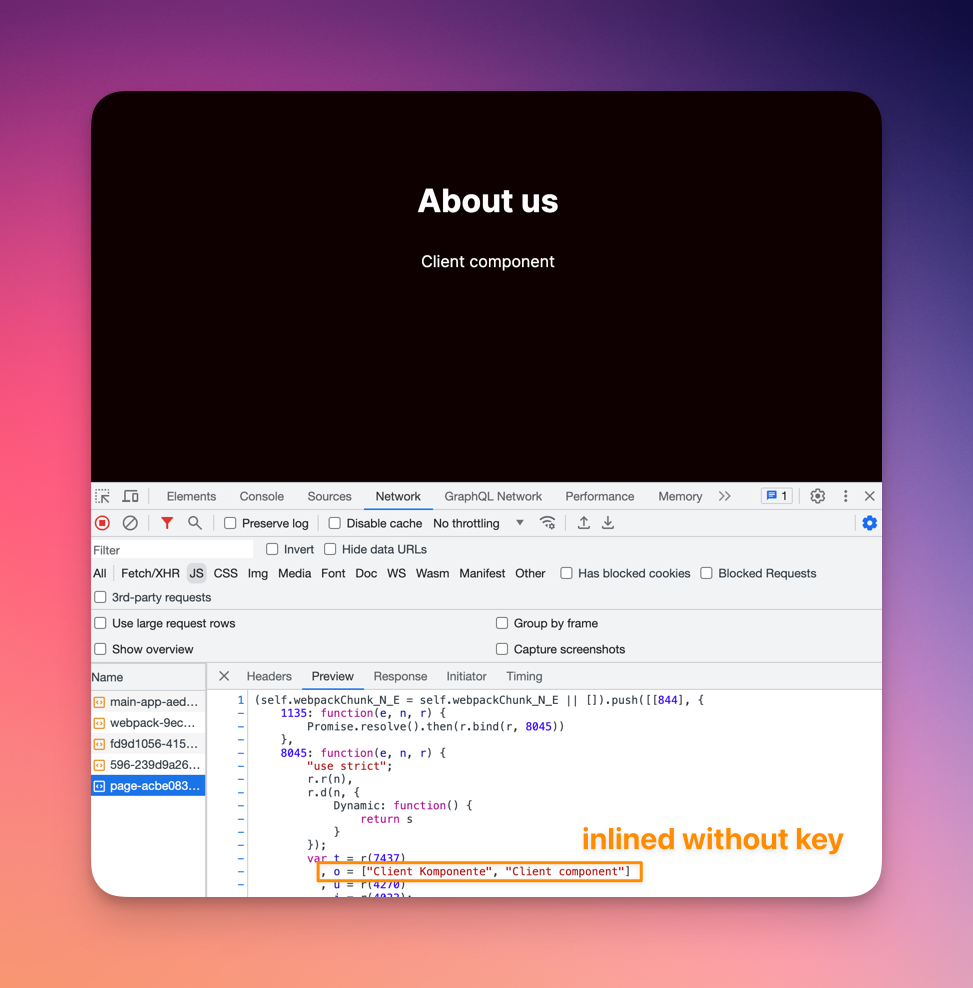 About us
Client component
Elements Console Sources Network GraphQL Network Performance Memory 1
Preserve log Disable cache No throttling
Filter Invert Hide data URLs
All Fetch/XHR JS CSS Img Media Font Doc WS Wasm Manifest Other Has blocked cookies Blocked Requests
3rd-party requests
Use large request rows Group by frame
Show overview Capture screenshots
Name Headers Preview Response Initiator Timing
main-app-aed...
webpack-9ec...
fd9d1056-415...
596-239d9a26...
page-acbe083...
1 (self.webpackChunk_N_E = self.webpackChunk_N_E || []).push([[844], {
- 1135: function(e, n, r) {
- Promise.resolve().then(r.bind(r, 8045))
- },
- 8045: function(e, n, r) {
- "use strict";
- r.r(n),
- r.d(n, {
- Dynamic: function() {
- return s
- }
- });
inlined without key
- var t = r(7437)
- , o = ["Client Komponente", "Client component"]
- , u = r(4270)